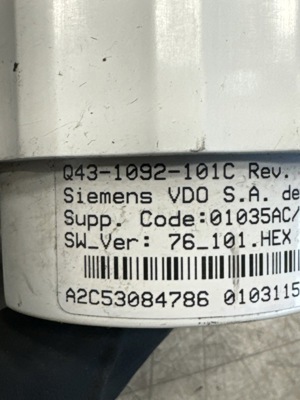 Q43-1092-101C Rev.
Siemens VDO S.A. de
Supp. Code:01035AC/
SW_Ver: 76_101.HEX
A2C53084786 0103115